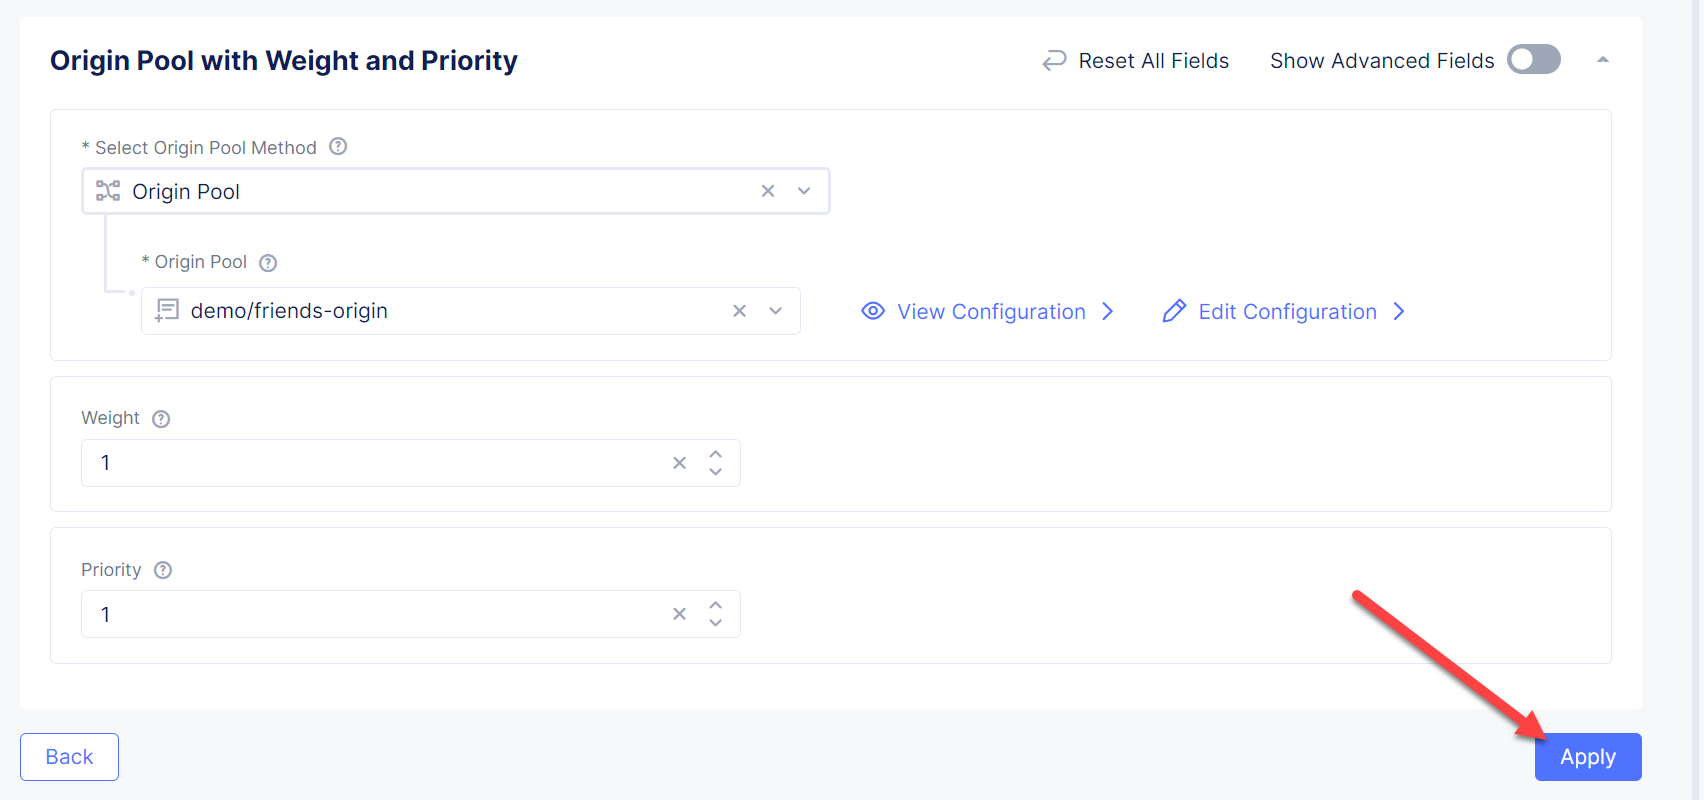 Origin Pool with Weight and Priority
Reset All Fields
Show Advanced Fields
* Select Origin Pool Method
Origin Pool
* Origin Pool
demo/friends-origin
View Configuration
Edit Configuration
Weight
1
Priority
1
Back
Apply